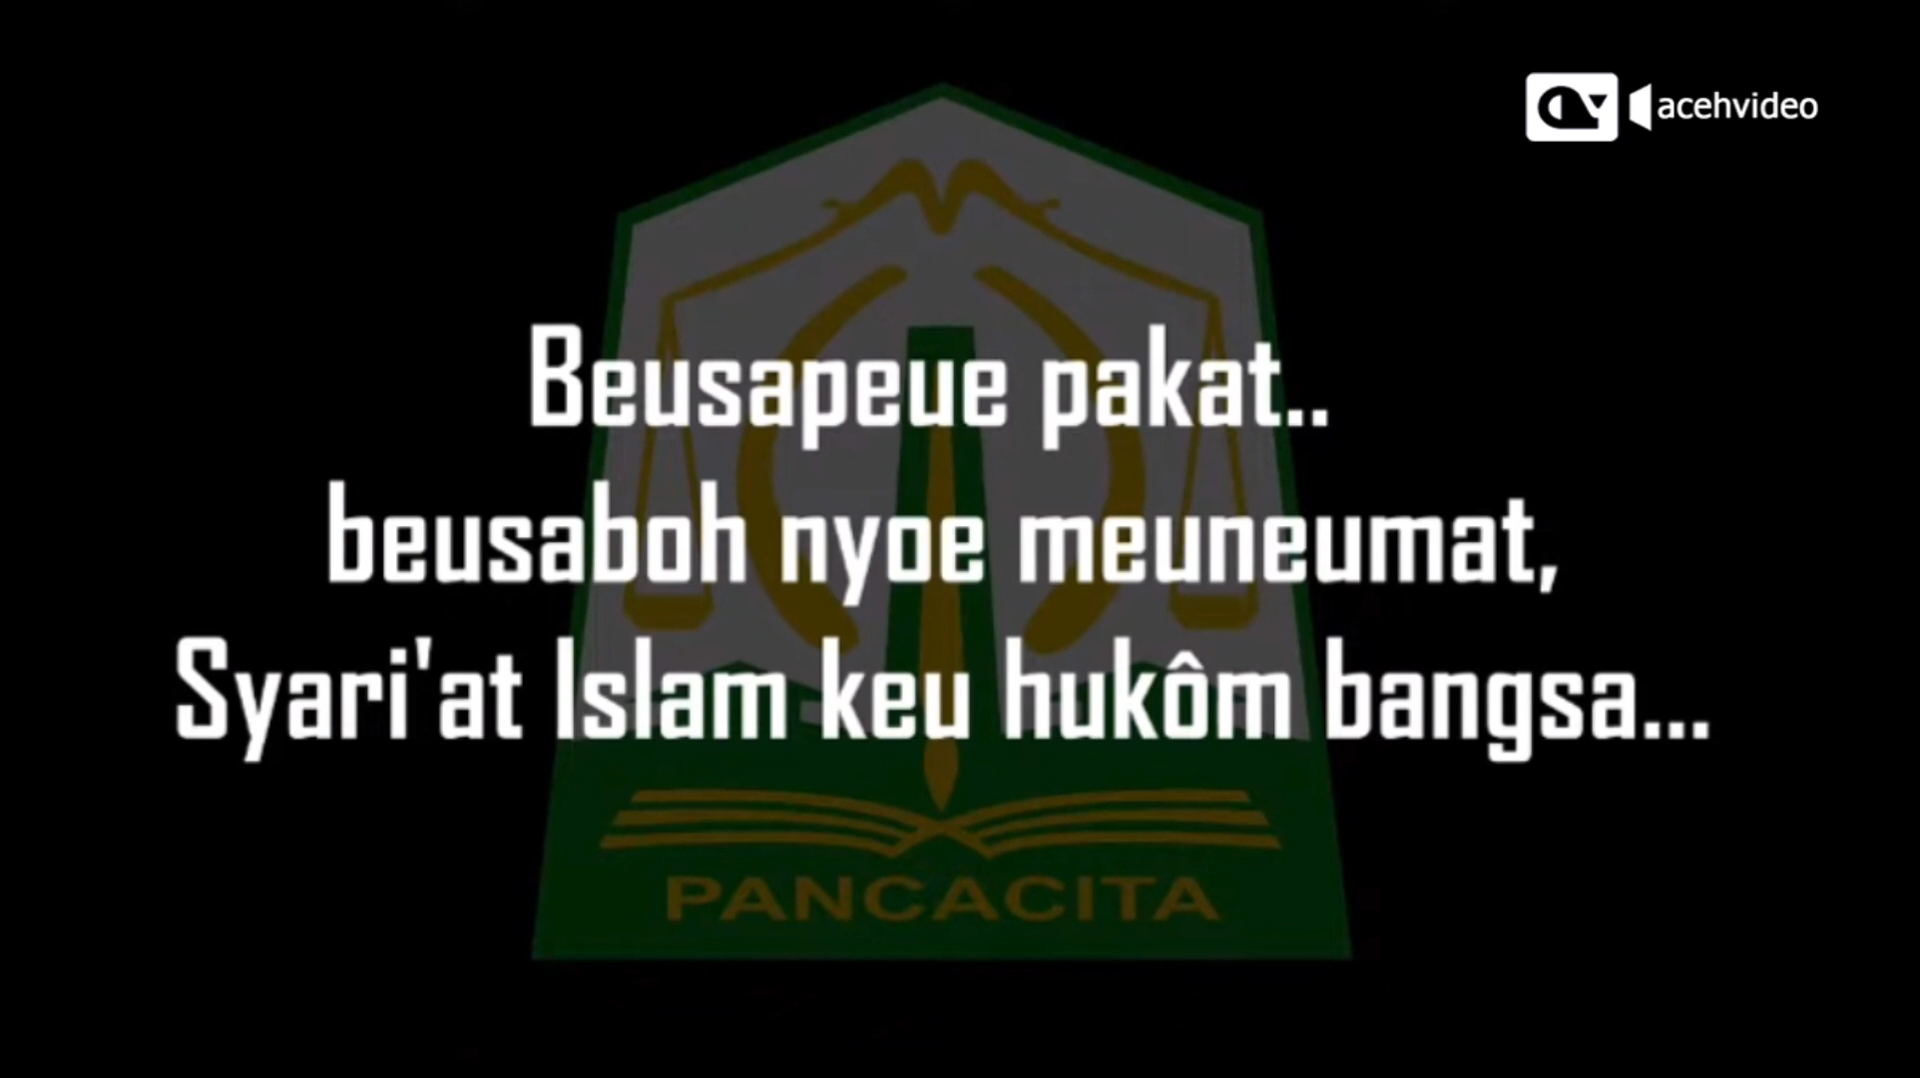 acehvideo
Beusapeue pakat..
beusaboh nyoe meuneumat,
Syari'at Islam keu hukôm bangsa...
PANCACITA